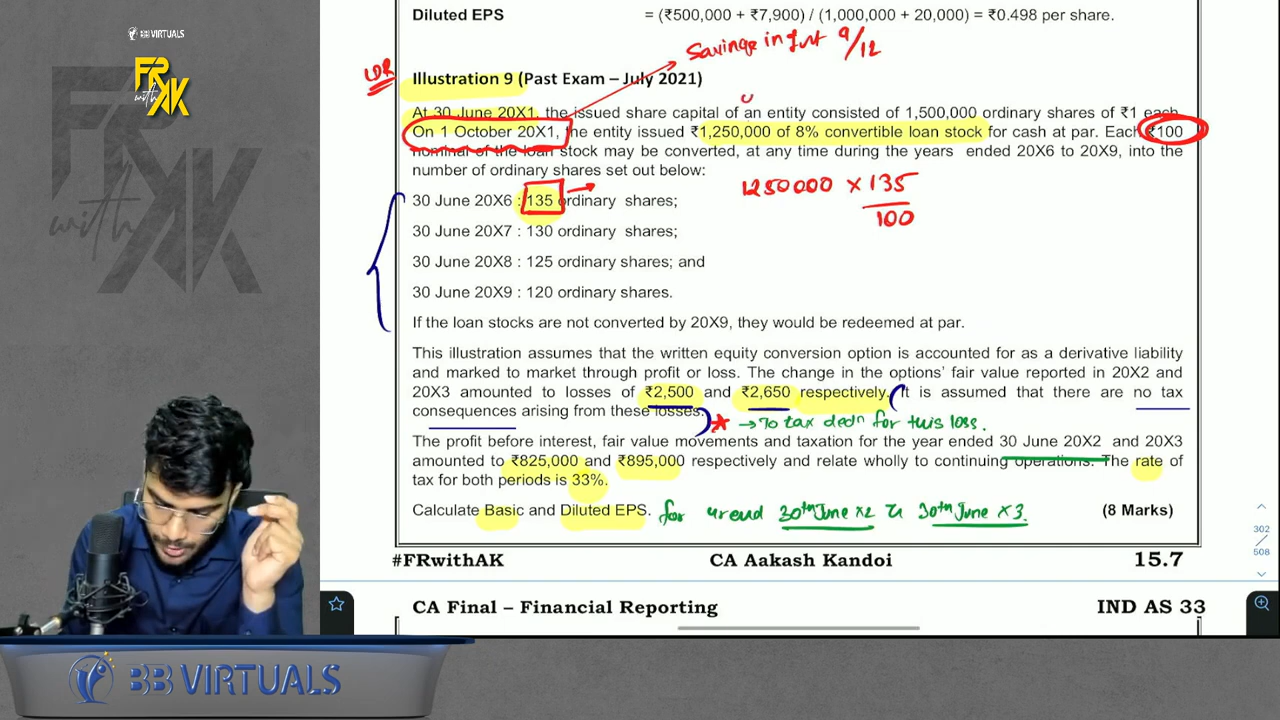 BB VIRTUALS
FR
with
AK
FR
with
AK
Diluted EPS = (₹500,000 + ₹7,900) / (1,000,000 + 20,000) = ₹0.498 per share.
Saving in Int 9/12
LDR
Illustration 9 (Past Exam – July 2021)
At 30 June 20X1, the issued share capital of an entity consisted of 1,500,000 ordinary shares of ₹1 each.
On 1 October 20X1, the entity issued ₹1,250,000 of 8% convertible loan stock for cash at par. Each ₹100
nominal of the loan stock may be converted, at any time during the years ended 20X6 to 20X9, into the
number of ordinary shares set out below:
1250000 × 135
100
30 June 20X6 : 135 ordinary shares;
30 June 20X7 : 130 ordinary shares;
30 June 20X8 : 125 ordinary shares; and
30 June 20X9 : 120 ordinary shares.
If the loan stocks are not converted by 20X9, they would be redeemed at par.
This illustration assumes that the written equity conversion option is accounted for as a derivative liability
and marked to market through profit or loss. The change in the options' fair value reported in 20X2 and
20X3 amounted to losses of ₹2,500 and ₹2,650 respectively. It is assumed that there are no tax
consequences arising from these losses.
→ No tax dedn for this loss.
The profit before interest, fair value movements and taxation for the year ended 30 June 20X2 and 20X3
amounted to ₹825,000 and ₹895,000 respectively and relate wholly to continuing operations. The rate of
tax for both periods is 33%.
Calculate Basic and Diluted EPS. for yrend 30th June X2 & 30th June X3. (8 Marks)
#FRwithAK CA Aakash Kandoi 15.7
302
508
CA Final – Financial Reporting IND AS 33
BB VIRTUALS